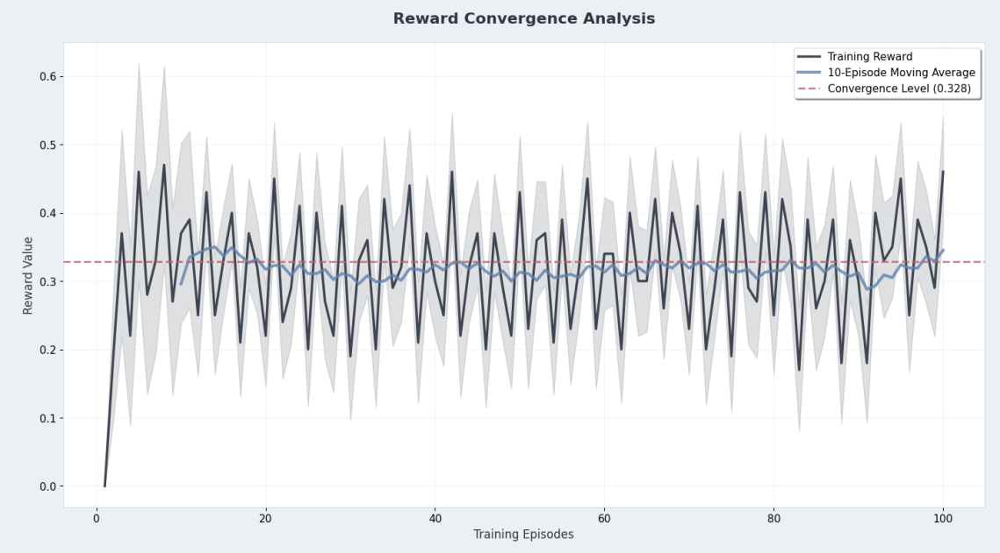 Reward Convergence Analysis
Training Reward
10-Episode Moving Average
Convergence Level (0.328)
Reward Value
0.6
0.5
0.4
0.3
0.2
0.1
0.0
0 20 40 60 80 100
Training Episodes